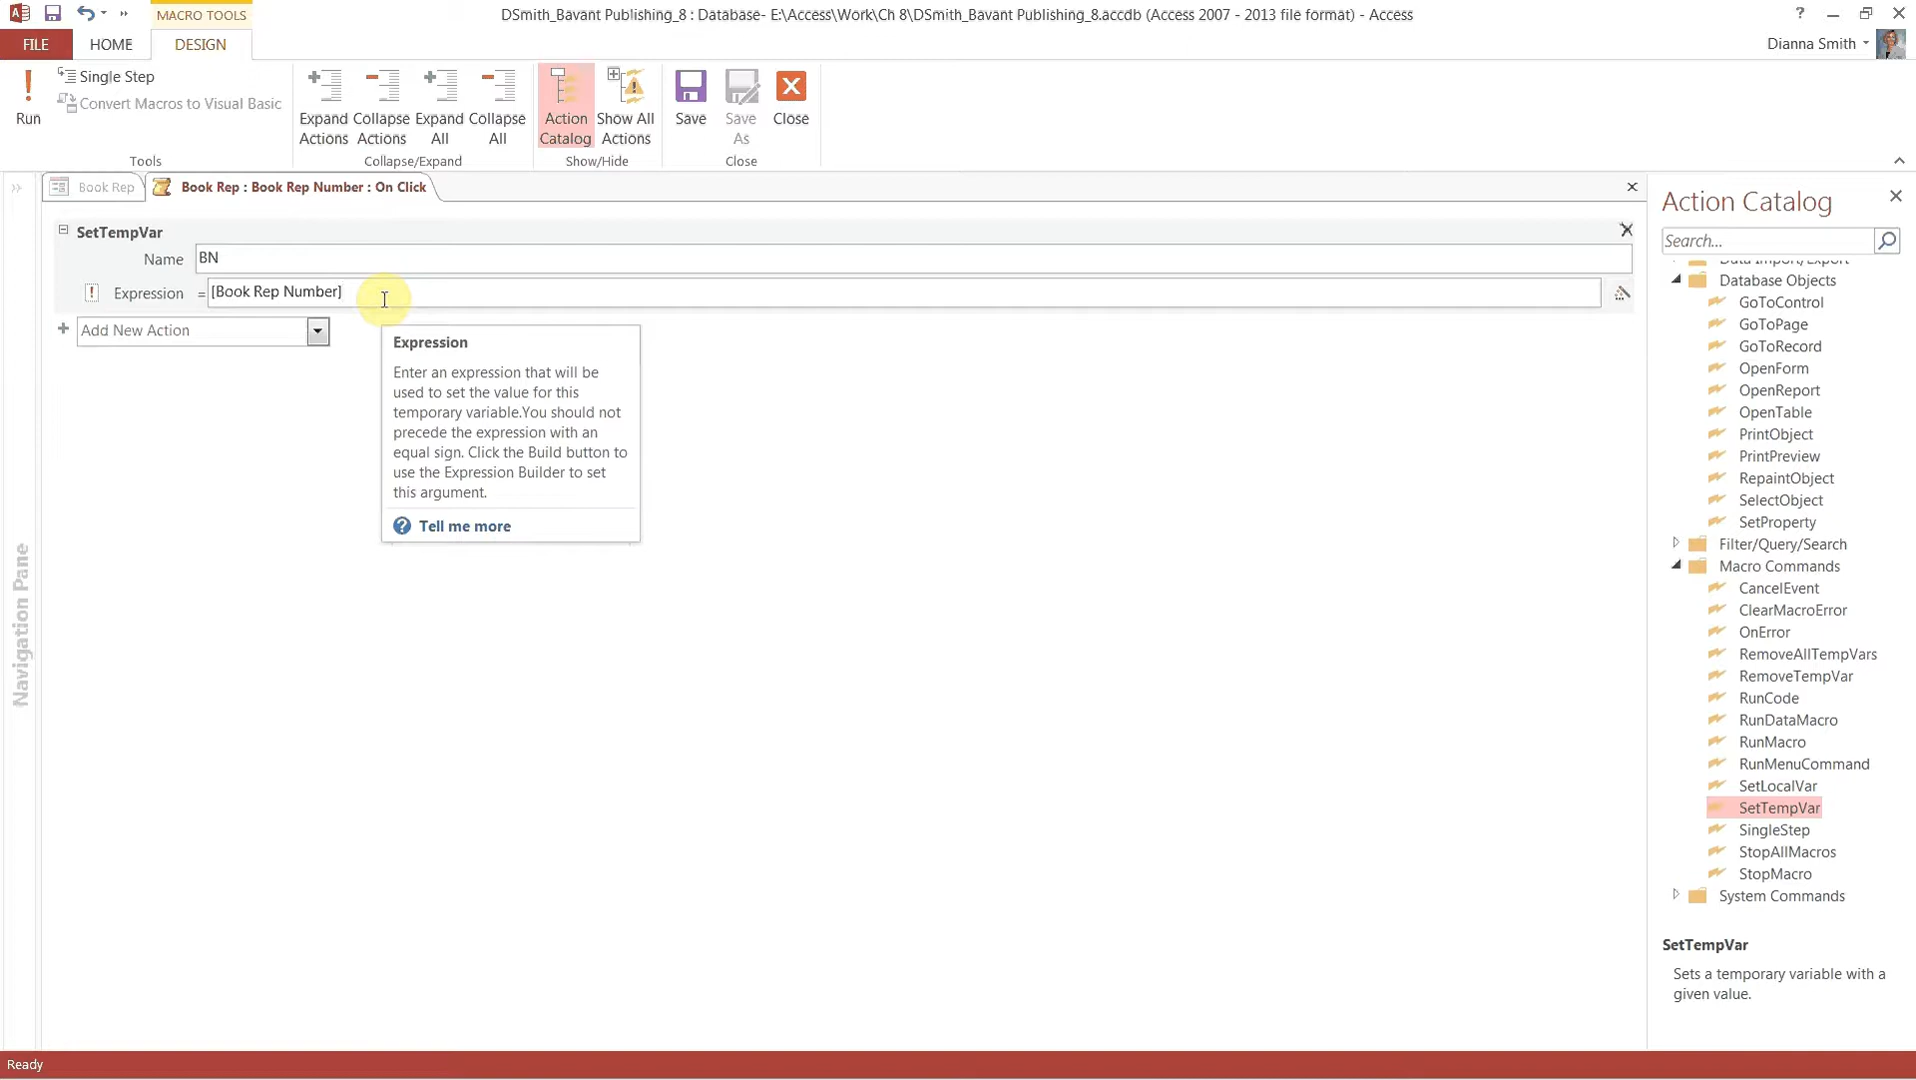 MACRO TOOLS
DSmith_Bavant Publishing_8 : Database- E:\Access\Work\Ch 8\DSmith_Bavant Publishing_8.accdb (Access 2007 - 2013 file format) - Access
?
FILE
HOME
DESIGN
Dianna Smith
Run
Single Step
Convert Macros to Visual Basic
Tools
Expand Actions
Collapse Actions
Expand All
Collapse All
Collapse/Expand
Action Catalog
Show All Actions
Show/Hide
Save
Save As
Close
Close
Book Rep
Book Rep : Book Rep Number : On Click
SetTempVar
Name
BN
Expression
=
[Book Rep Number]
Add New Action
Expression
Enter an expression that will be
used to set the value for this
temporary variable.You should not
precede the expression with an
equal sign. Click the Build button to
use the Expression Builder to set
this argument.
Tell me more
Navigation Pane
Action Catalog
Search...
Data Import/Export
Database Objects
GoToControl
GoToPage
GoToRecord
OpenForm
OpenReport
OpenTable
PrintObject
PrintPreview
RepaintObject
SelectObject
SetProperty
Filter/Query/Search
Macro Commands
CancelEvent
ClearMacroError
OnError
RemoveAllTempVars
RemoveTempVar
RunCode
RunDataMacro
RunMacro
RunMenuCommand
SetLocalVar
SetTempVar
SingleStep
StopAllMacros
StopMacro
System Commands
SetTempVar
Sets a temporary variable with a
given value.
Ready